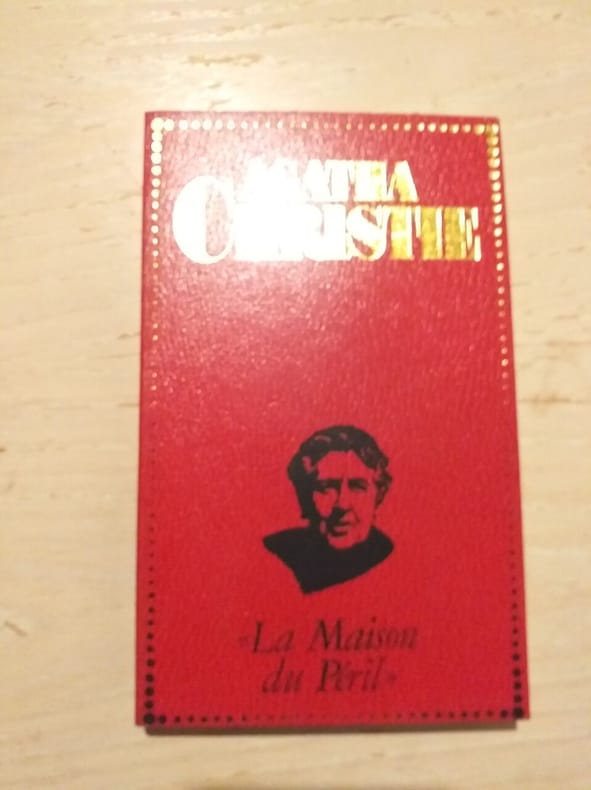 AGATHA
CHRISTIE
«La Maison
du Péril»